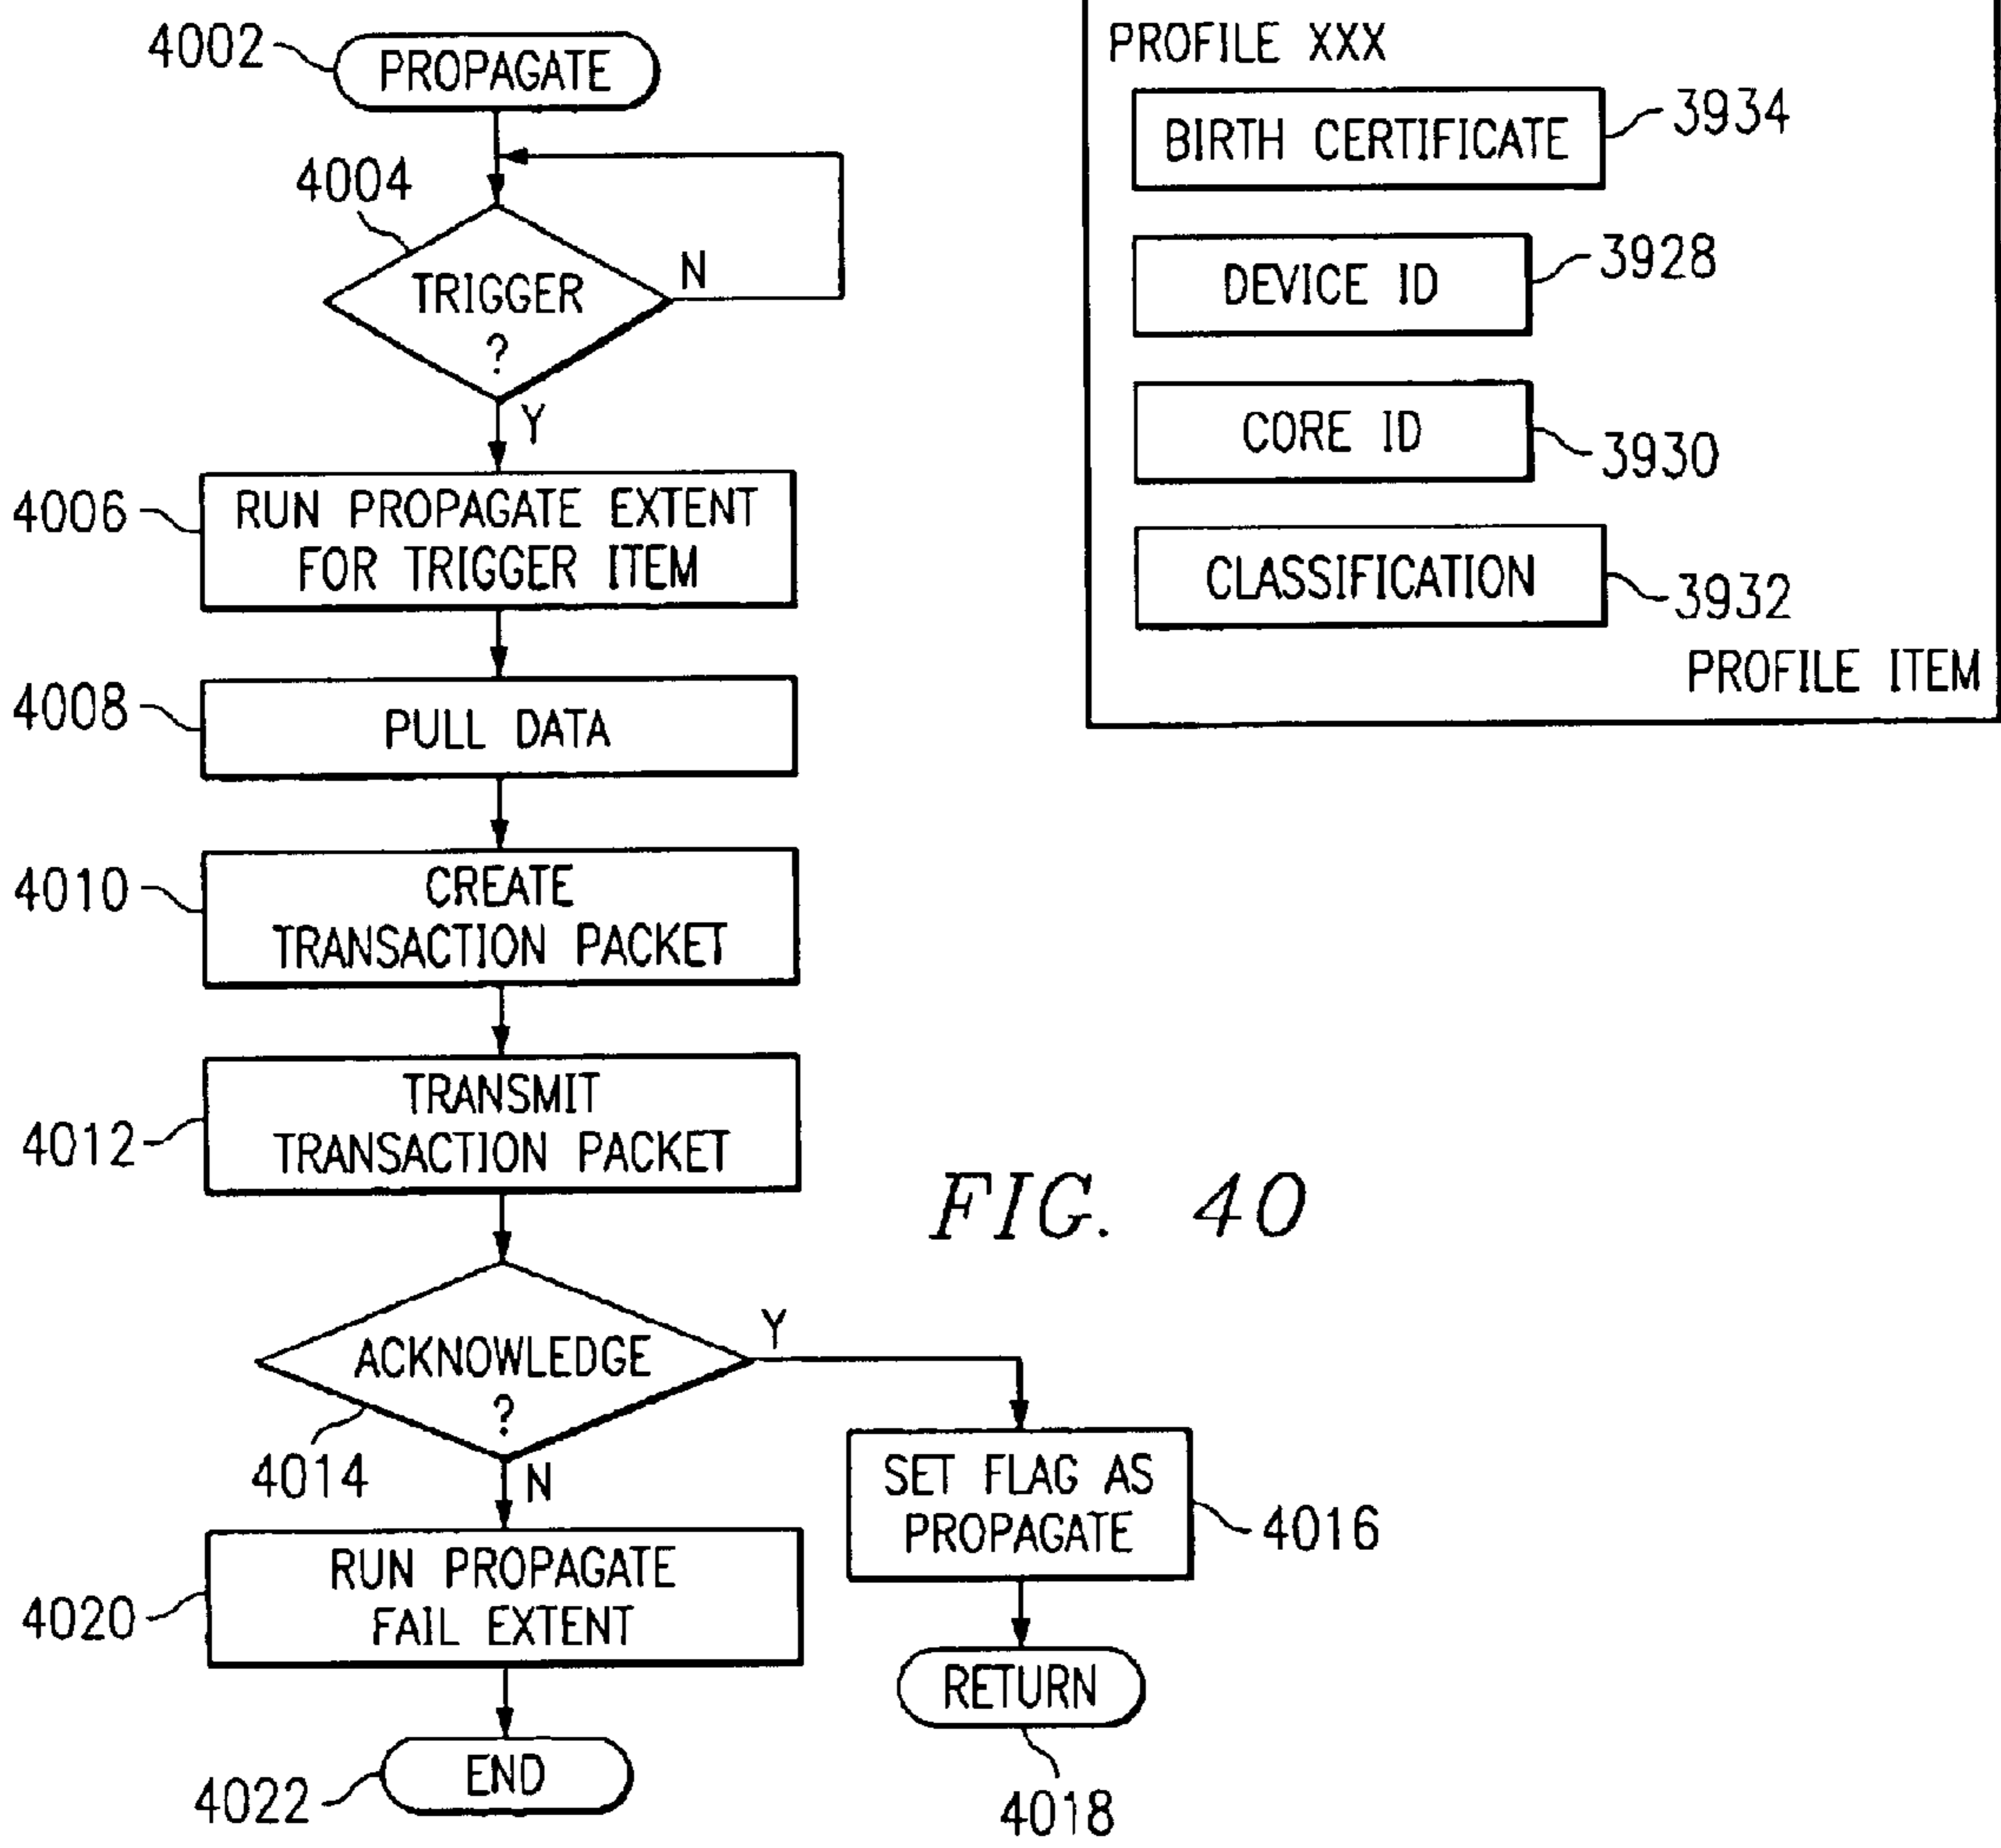 4002
PROPAGATE
4004
TRIGGER
?
N
Y
4006
RUN PROPAGATE EXTENT
FOR TRIGGER ITEM
4008
PULL DATA
4010
CREATE
TRANSACTION PACKET
4012
TRANSMIT
TRANSACTION PACKET
ACKNOWLEDGE
?
Y
4014
N
SET FLAG AS
PROPAGATE
4016
4020
RUN PROPAGATE
FAIL EXTENT
RETURN
4018
4022
END
PROFILE XXX
BIRTH CERTIFICATE
3934
DEVICE ID
3928
CORE ID
3930
CLASSIFICATION
3932
PROFILE ITEM
FIG. 40